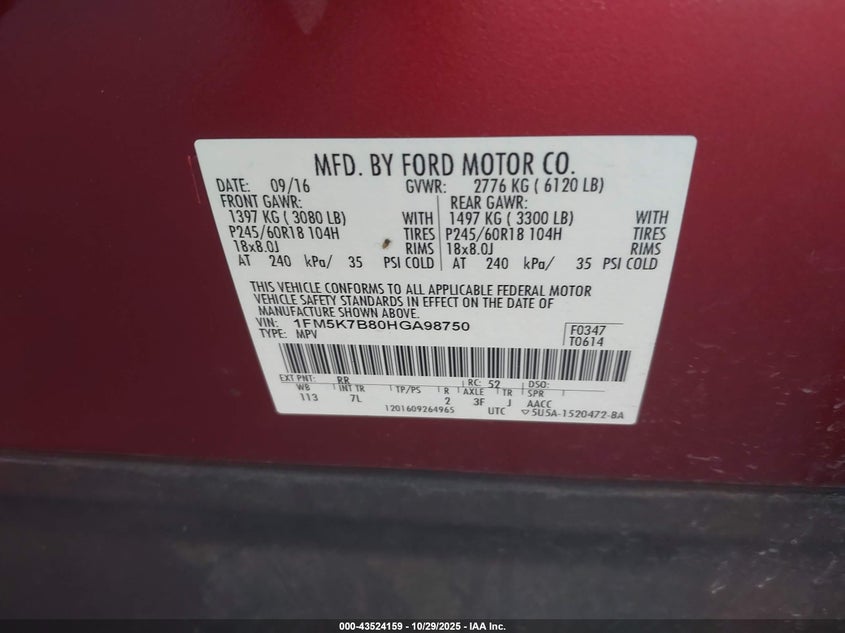 MFD. BY FORD MOTOR CO.
DATE: 09/16 GVWR: 2776 KG ( 6120 LB)
FRONT GAWR: REAR GAWR:
1397 KG ( 3080 LB) WITH 1497 KG ( 3300 LB) WITH
P245/60R18 104H TIRES P245/60R18 104H TIRES
18x8.0J RIMS 18x8.0J RIMS
AT 240 kPa/ 35 PSI COLD AT 240 kPa/ 35 PSI COLD
THIS VEHICLE CONFORMS TO ALL APPLICABLE FEDERAL MOTOR
VEHICLE SAFETY STANDARDS IN EFFECT ON THE DATE OF
MANUFACTURE SHOWN ABOVE.
VIN: 1FM5K7B80HGA98750 F0347
TYPE: MPV T0614
EXT PNT: RR RC: 52 DSO:
WB INT TR TP/PS R AXLE TR SPR
113 7L 2 3F J AACC
1201609264965 UTC ▽5U5A-1520472-BA
000-43524159 - 10/29/2025 - IAA Inc.